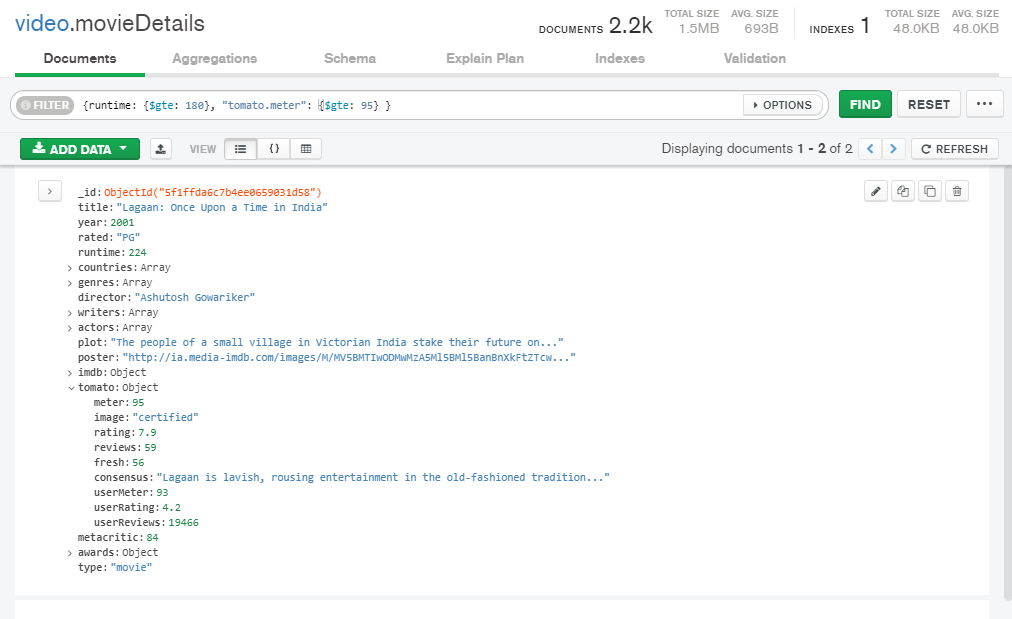 video.movieDetails
DOCUMENTS 2.2k TOTAL SIZE 1.5MB AVG. SIZE 693B INDEXES 1 TOTAL SIZE 48.0KB AVG. SIZE 48.0KB
Documents Aggregations Schema Explain Plan Indexes Validation
FILTER {runtime: {$gte: 180}, "tomato.meter": {$gte: 95} } OPTIONS FIND RESET ...
ADD DATA VIEW {} Displaying documents 1 - 2 of 2 < > REFRESH
_id: ObjectId("5f1ffda6c7b4ee0659031d58")
title: "Lagaan: Once Upon a Time in India"
year: 2001
rated: "PG"
runtime: 224
> countries: Array
> genres: Array
director: "Ashutosh Gowariker"
> writers: Array
> actors: Array
plot: "The people of a small village in Victorian India stake their future on..."
poster: "http://ia.media-imdb.com/images/M/MV5BMTIwODMwMzA5Ml5BMl5BanBnXkFtZTcw..."
> imdb: Object
tomato: Object
meter: 95
image: "certified"
rating: 7.9
reviews: 59
fresh: 56
consensus: "Lagaan is lavish, rousing entertainment in the old-fashioned tradition..."
userMeter: 93
userRating: 4.2
userReviews: 19466
metacritic: 84
> awards: Object
type: "movie"